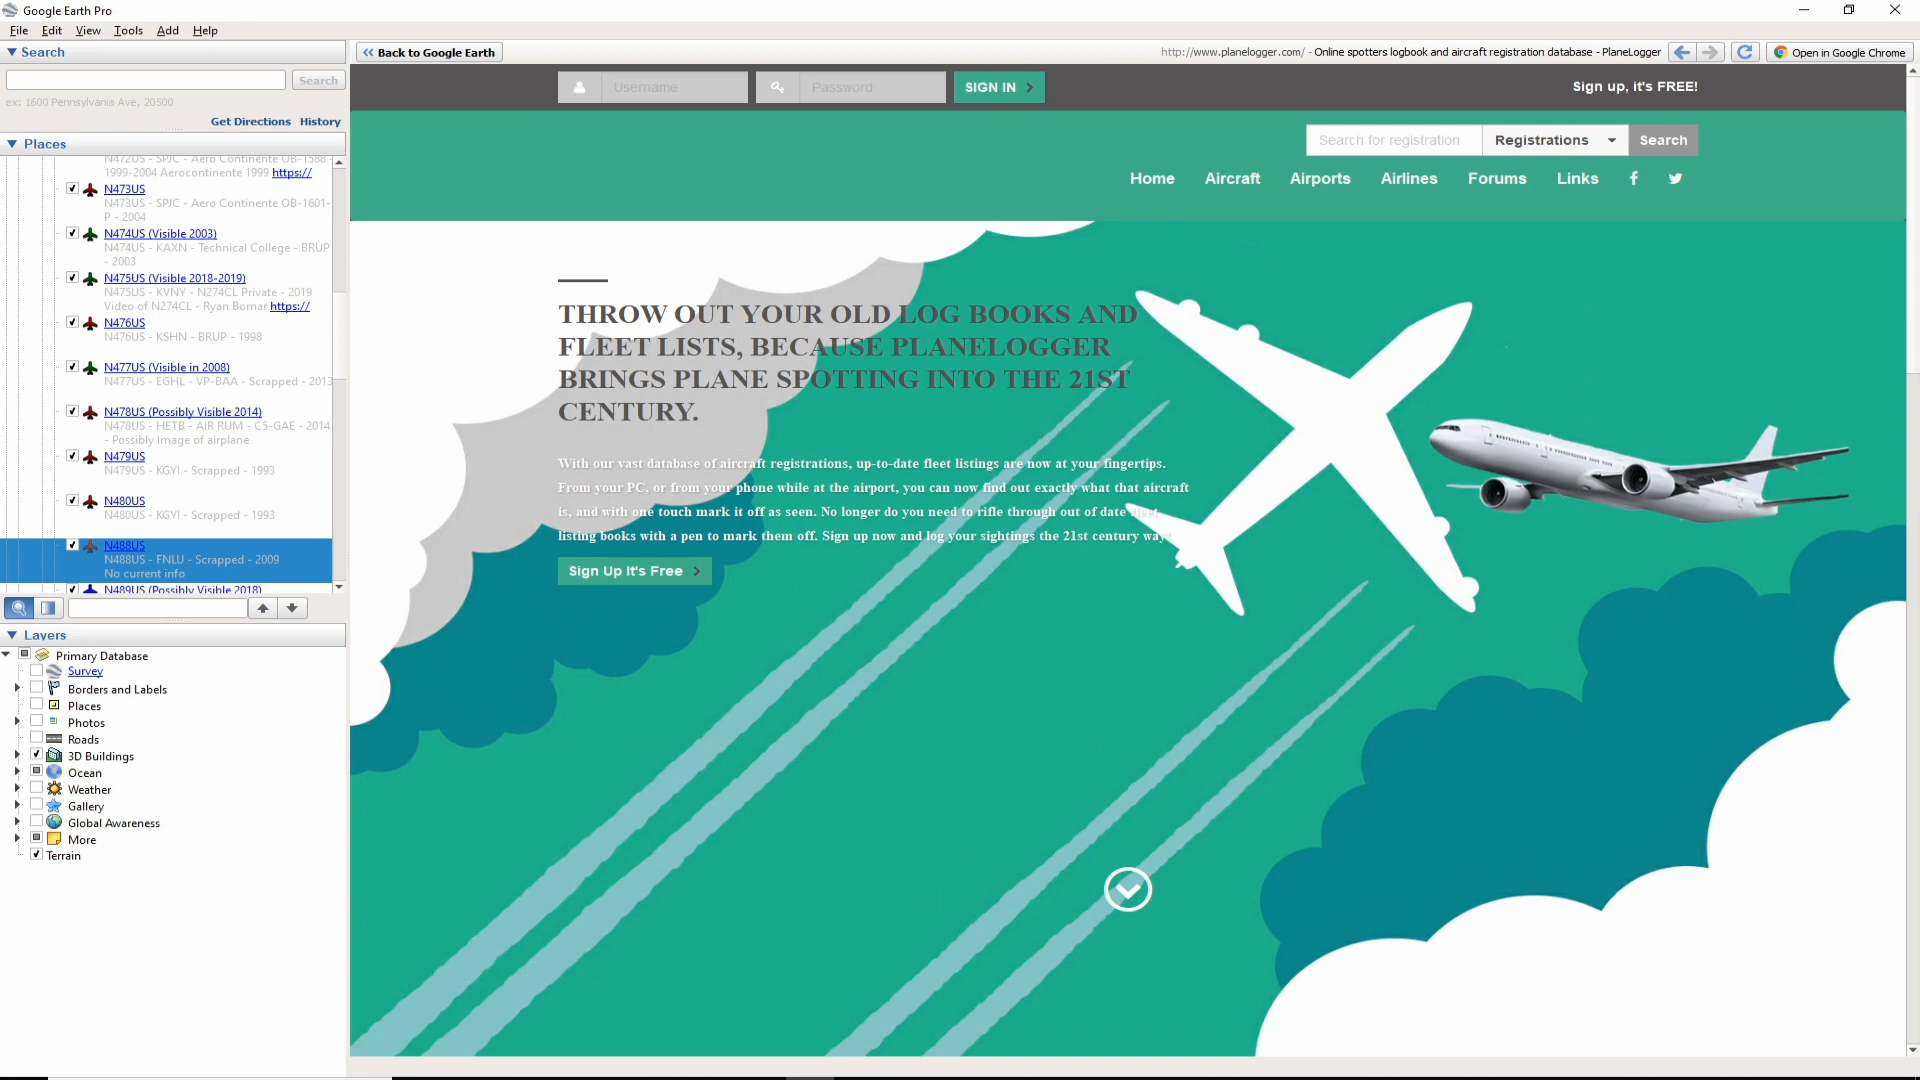 Google Earth Pro
File Edit View Tools Add Help
Search
Back to Google Earth
http://www.planelogger.com/ - Online spotters logbook and aircraft registration database - PlaneLogger
Open in Google Chrome
Search
ex: 1600 Pennsylvania Ave, 20500
Get Directions History
Username
Password
SIGN IN
Sign up, it's FREE!
Search for registration
Registrations
Search
Home Aircraft Airports Airlines Forums Links
Places
N472US - SPJC - Aero Continente OB-1588 -
1999-2004 Aerocontinente 1999 https://
N473US
N473US - SPJC - Aero Continente OB-1601-
P - 2004
N474US (Visible 2003)
N474US - KAXN - Technical College - BRUP
- 2003
N475US (Visible 2018-2019)
N475US - KVNY - N274CL Private - 2019
Video of N274CL - Ryan Bomar https://
N476US
N476US - KSHN - BRUP - 1998
N477US (Visible in 2008)
N477US - EGHL - VP-BAA - Scrapped - 2013
N478US (Possibly Visible 2014)
N478US - HETB - AIR RUM - C5-GAE - 2014
- Possibly Image of airplane
N479US
N479US - KGYI - Scrapped - 1993
N480US
N480US - KGYI - Scrapped - 1993
N488US
N488US - FNLU - Scrapped - 2009
No current info
N489US (Possibly Visible 2018)
THROW OUT YOUR OLD LOG BOOKS AND
FLEET LISTS, BECAUSE PLANELOGGER
BRINGS PLANE SPOTTING INTO THE 21ST
CENTURY.
With our vast database of aircraft registrations, up-to-date fleet listings are now at your fingertips.
From your PC, or from your phone while at the airport, you can now find out exactly what that aircraft
is, and with one touch mark it off as seen. No longer do you need to rifle through out of date fleet
listing books with a pen to mark them off. Sign up now and log your sightings the 21st century way!
Sign Up It's Free
Layers
Primary Database
Survey
Borders and Labels
Places
Photos
Roads
3D Buildings
Ocean
Weather
Gallery
Global Awareness
More
Terrain